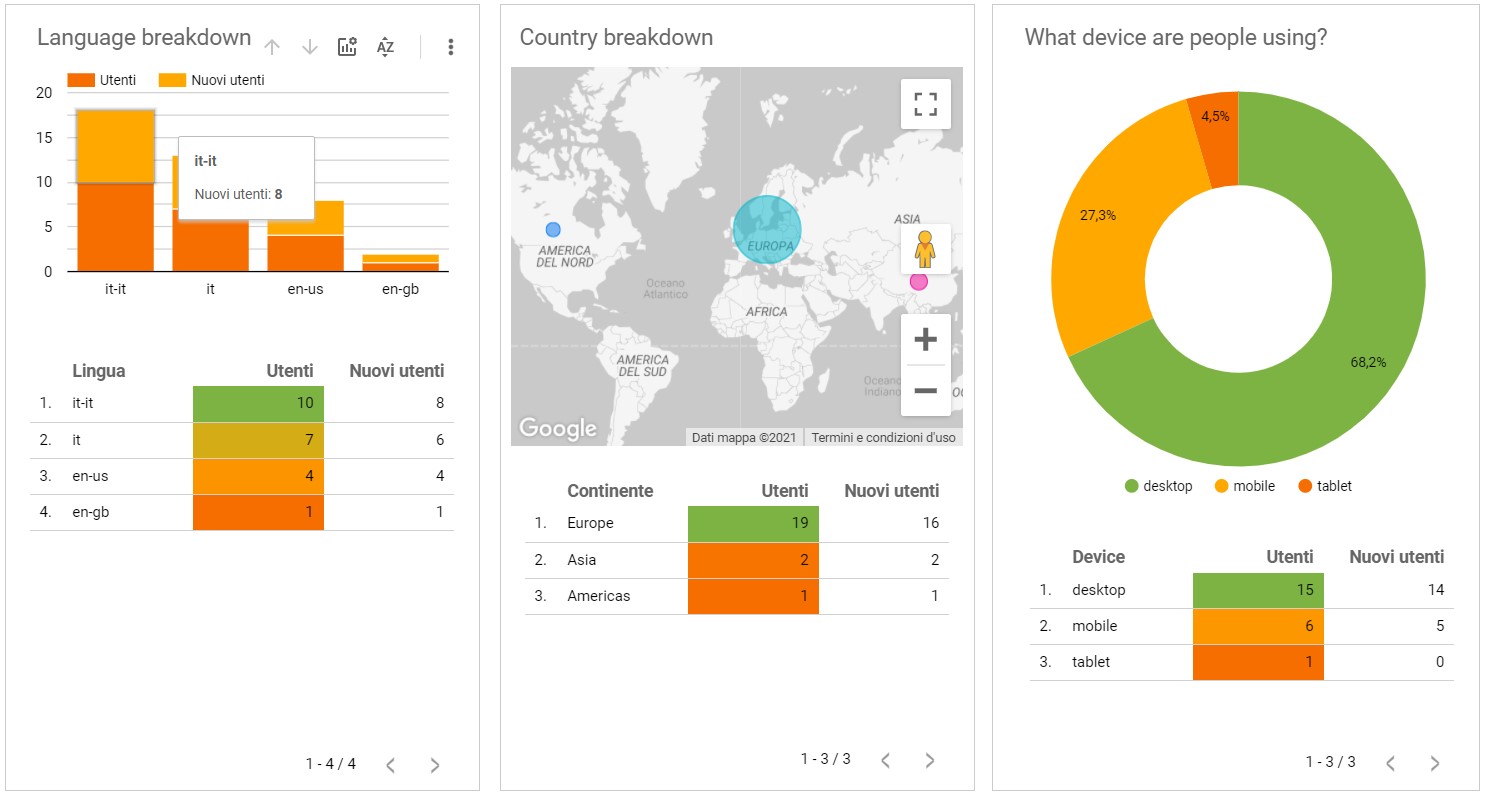 Language breakdown
AZ
Utenti Nuovi utenti
20
15
10
5
0
it-it
Nuovi utenti: 8
it-it it en-us en-gb
Lingua Utenti Nuovi utenti
1. it-it 10 8
2. it 7 6
3. en-us 4 4
4. en-gb 1 1
1 - 4 / 4
Country breakdown
ASIA
EUROPA
AMERICA
DEL NORD
Oceano
Atlantico
AFRICA
AMERICA
DEL SUD
Oceano
Indiano
Google
Dati mappa ©2021 Termini e condizioni d'uso
Continente Utenti Nuovi utenti
1. Europe 19 16
2. Asia 2 2
3. Americas 1 1
1 - 3 / 3
What device are people using?
4,5%
27,3%
68,2%
desktop mobile tablet
Device Utenti Nuovi utenti
1. desktop 15 14
2. mobile 6 5
3. tablet 1 0
1 - 3 / 3